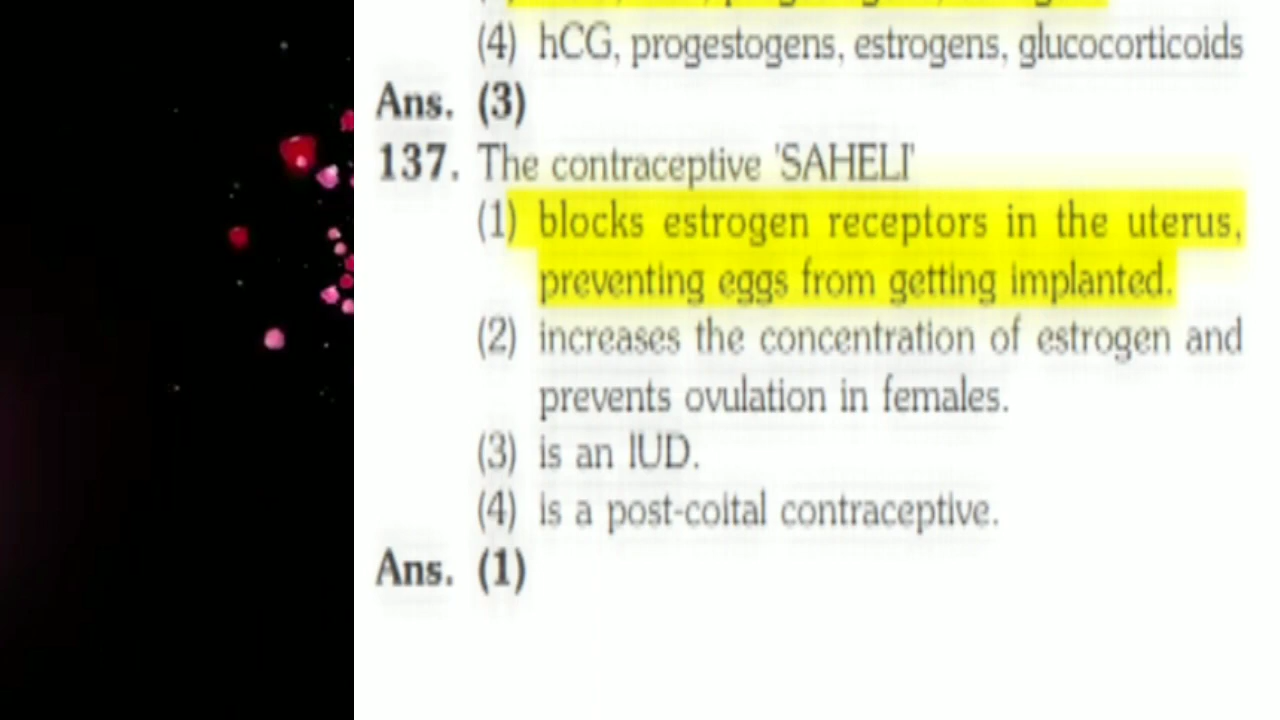 (4) hCG, progestogens, estrogens, glucocorticoids
Ans. (3)
137. The contraceptive 'SAHELI'
(1) blocks estrogen receptors in the uterus,
preventing eggs from getting implanted.
(2) increases the concentration of estrogen and
prevents ovulation in females.
(3) is an IUD.
(4) is a post-coital contraceptive.
Ans. (1)